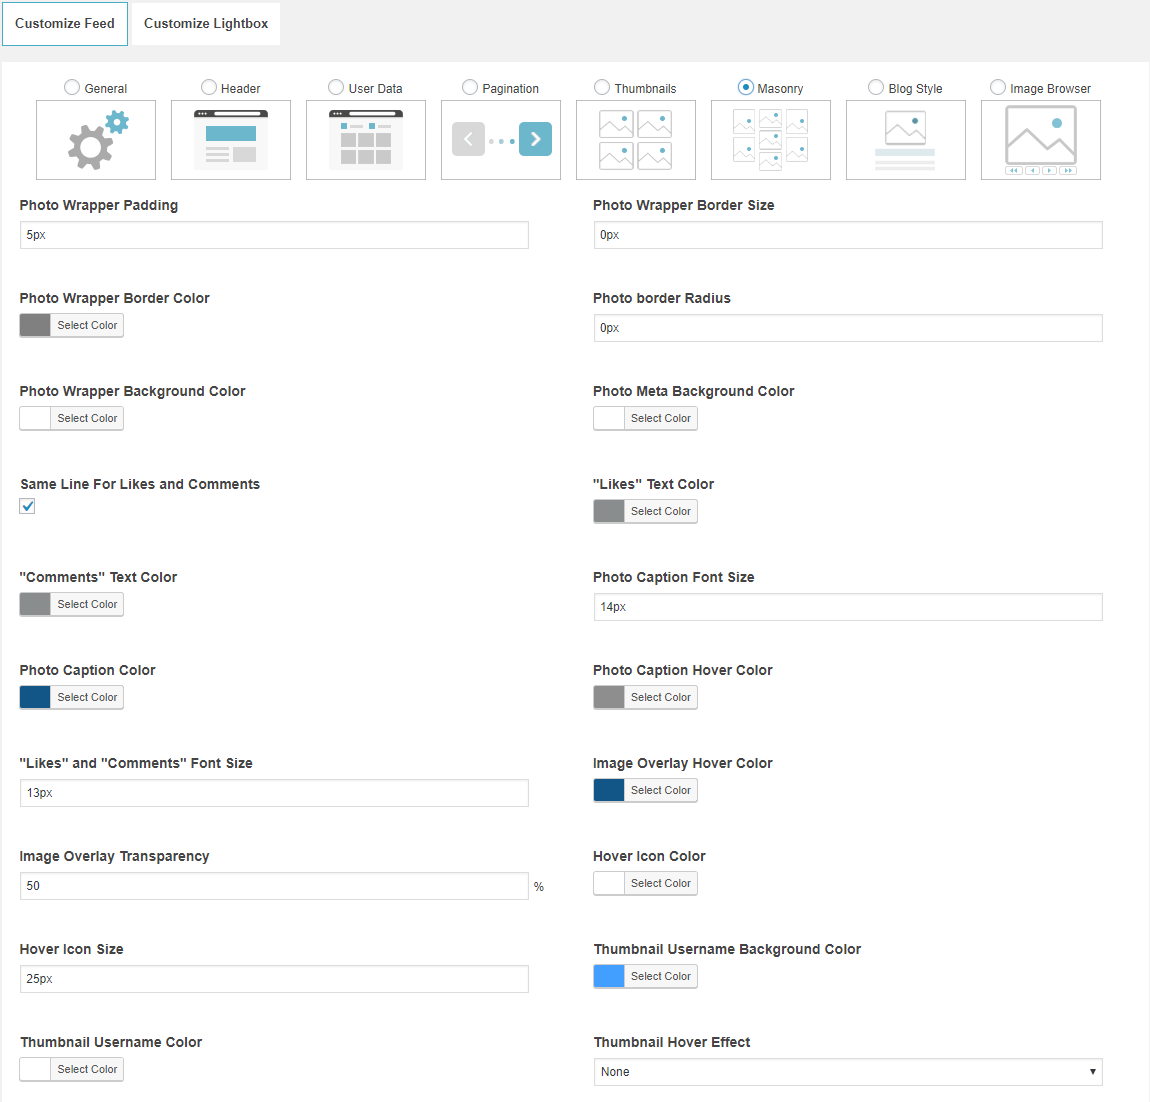 Customize Feed Customize Lightbox
General Header User Data Pagination Thumbnails Masonry Blog Style Image Browser
Photo Wrapper Padding Photo Wrapper Border Size
5px 0px
Photo Wrapper Border Color Photo border Radius
Select Color 0px
Photo Wrapper Background Color Photo Meta Background Color
Select Color Select Color
Same Line For Likes and Comments "Likes" Text Color
Select Color
"Comments" Text Color Photo Caption Font Size
Select Color 14px
Photo Caption Color Photo Caption Hover Color
Select Color Select Color
"Likes" and "Comments" Font Size Image Overlay Hover Color
13px Select Color
Image Overlay Transparency Hover Icon Color
50 % Select Color
Hover Icon Size Thumbnail Username Background Color
25px Select Color
Thumbnail Username Color Thumbnail Hover Effect
Select Color None